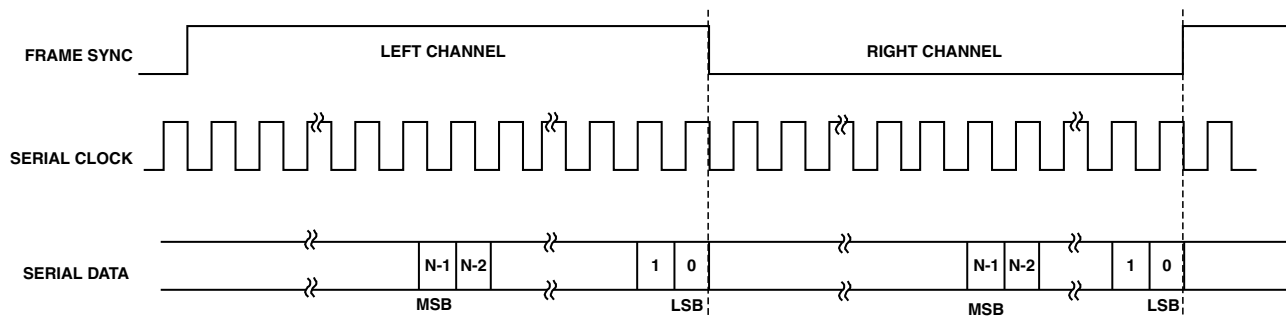 FRAME SYNC
LEFT CHANNEL
RIGHT CHANNEL
SERIAL CLOCK
SERIAL DATA
N-1 N-2 1 0 N-1 N-2 1 0
MSB LSB MSB LSB